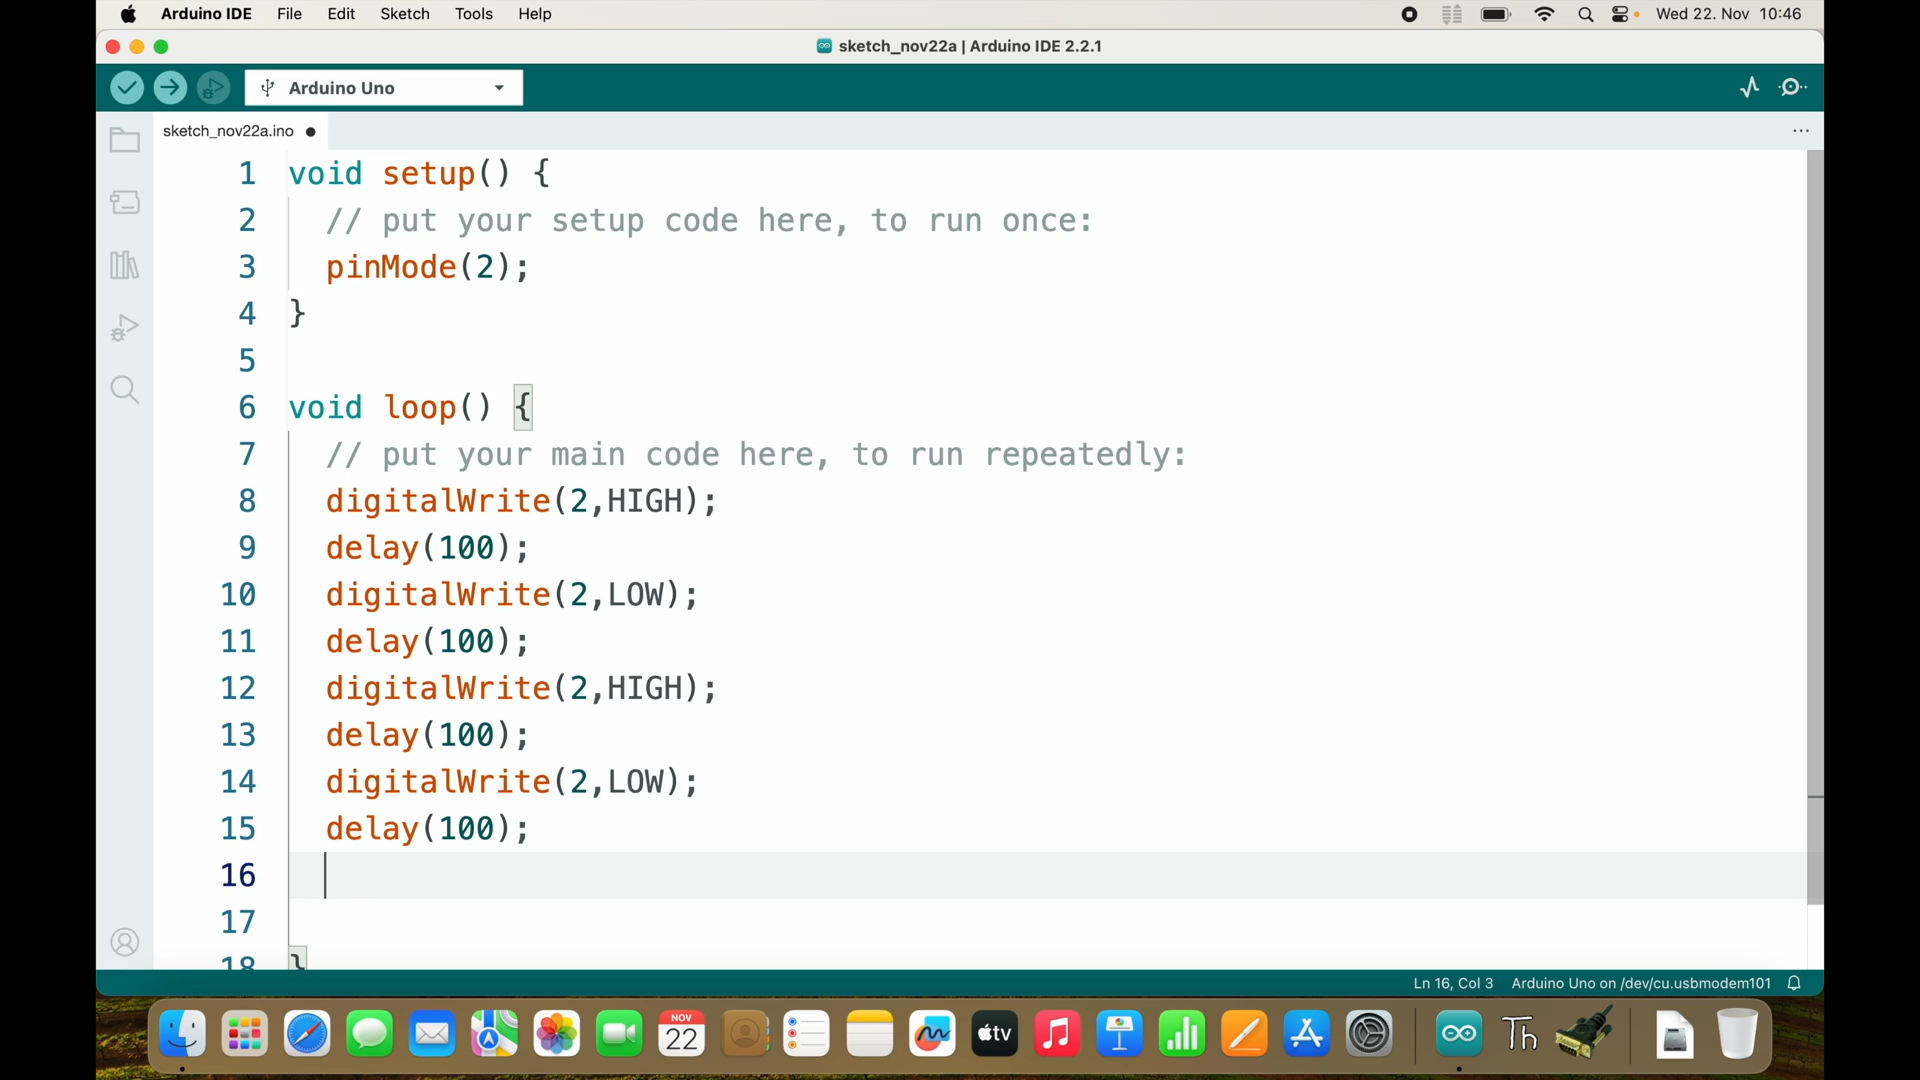 Arduino IDE File Edit Sketch Tools Help Wed 22. Nov 10:46
sketch_nov22a | Arduino IDE 2.2.1
Arduino Uno
sketch_nov22a.ino
1 void setup() {
2 // put your setup code here, to run once:
3 pinMode(2);
4 }
5
6 void loop() {
7 // put your main code here, to run repeatedly:
8 digitalWrite(2,HIGH);
9 delay(100);
10 digitalWrite(2,LOW);
11 delay(100);
12 digitalWrite(2,HIGH);
13 delay(100);
14 digitalWrite(2,LOW);
15 delay(100);
16
17
18 }
Ln 16, Col 3 Arduino Uno on /dev/cu.usbmodem101
NOV
22
tv
Th